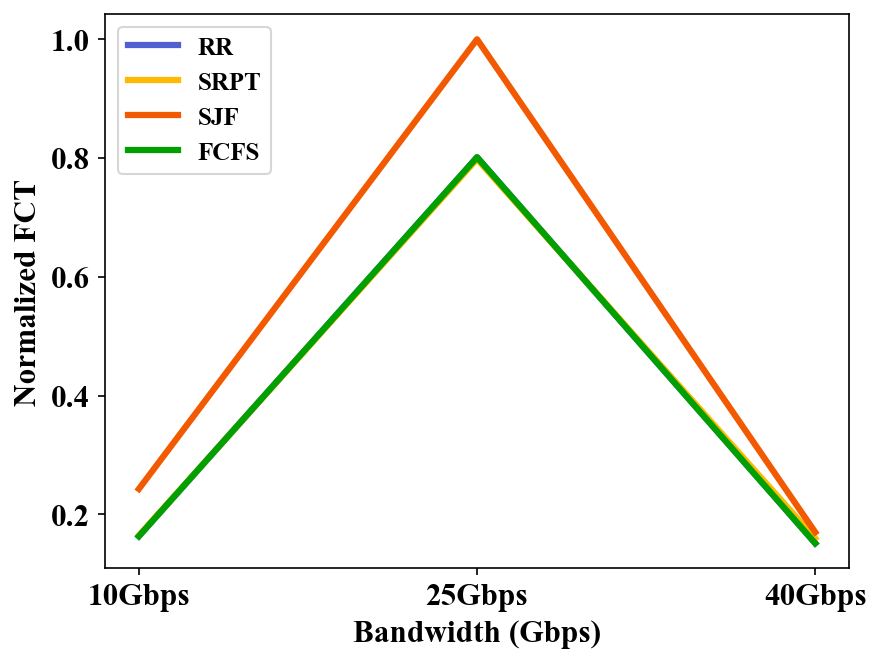 RR
SRPT
SJF
FCFS
1.0
0.8
0.6
0.4
0.2
Normalized FCT
10Gbps 25Gbps 40Gbps
Bandwidth (Gbps)